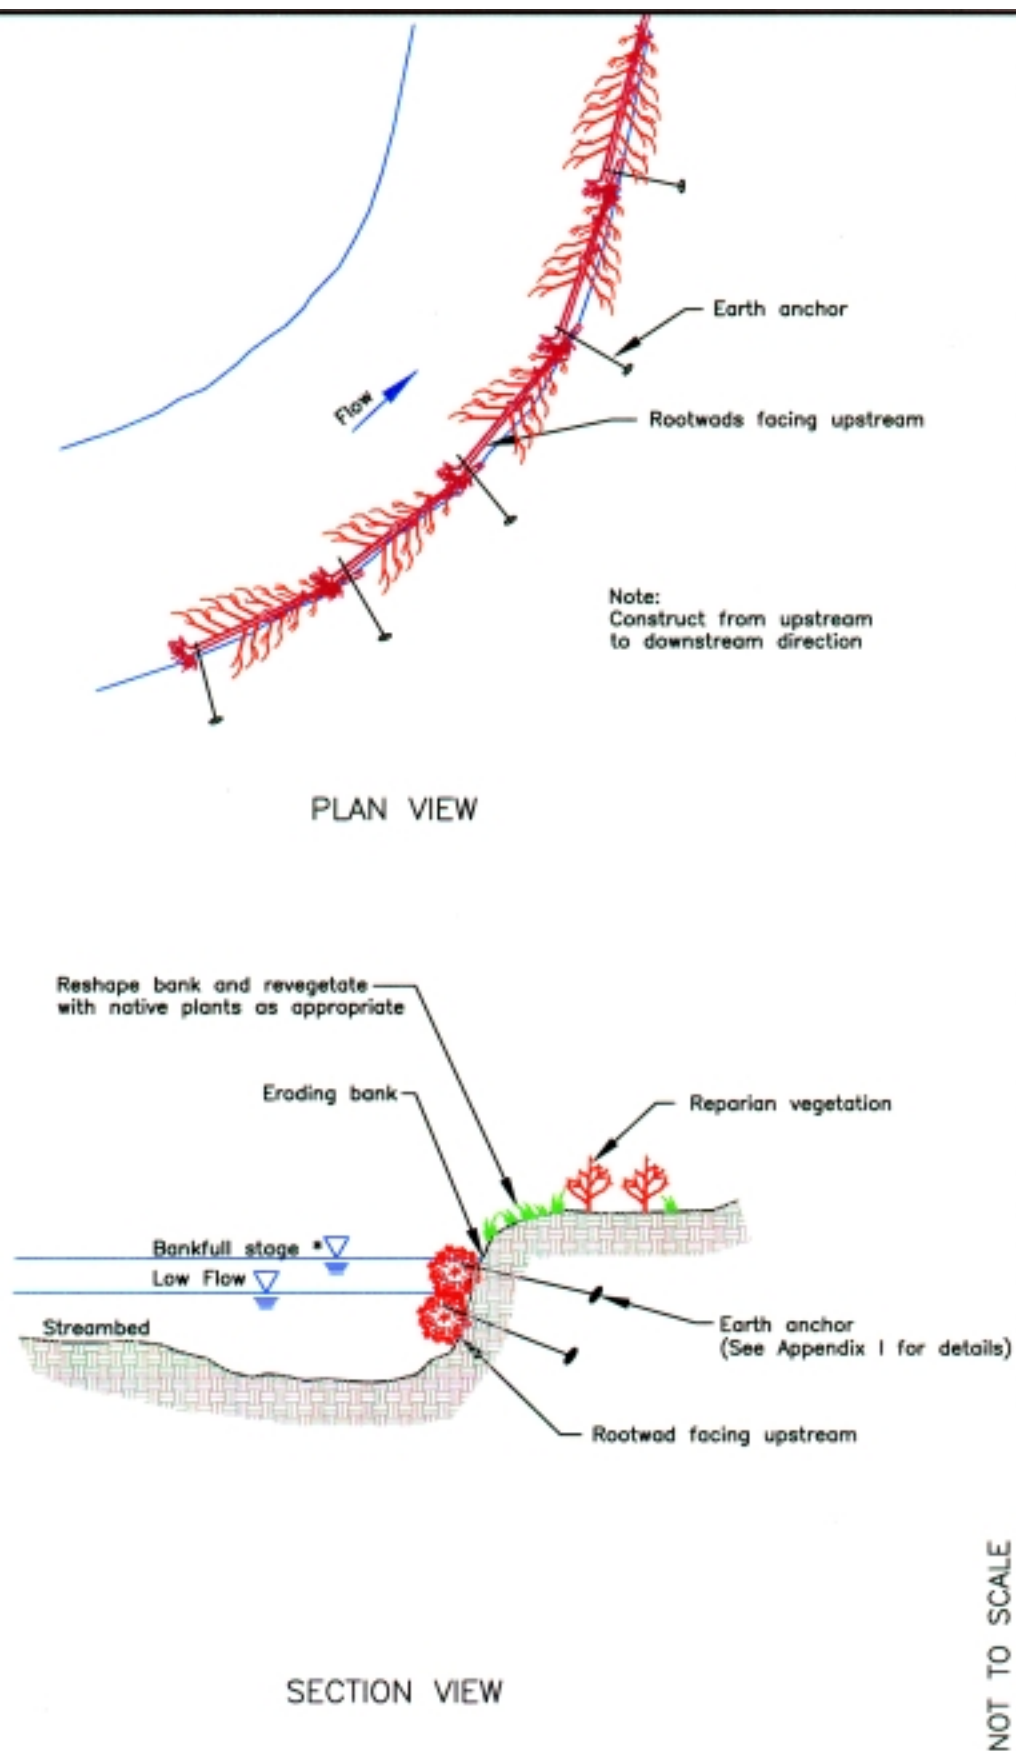 Earth anchor
Flow
Rootwads facing upstream
Note:
Construct from upstream
to downstream direction
PLAN VIEW
Reshape bank and revegetate
with native plants as appropriate
Eroding bank
Reparian vegetation
Bankfull stage *
Low Flow
Streambed
Earth anchor
(See Appendix I for details)
Rootwad facing upstream
NOT TO SCALE
SECTION VIEW